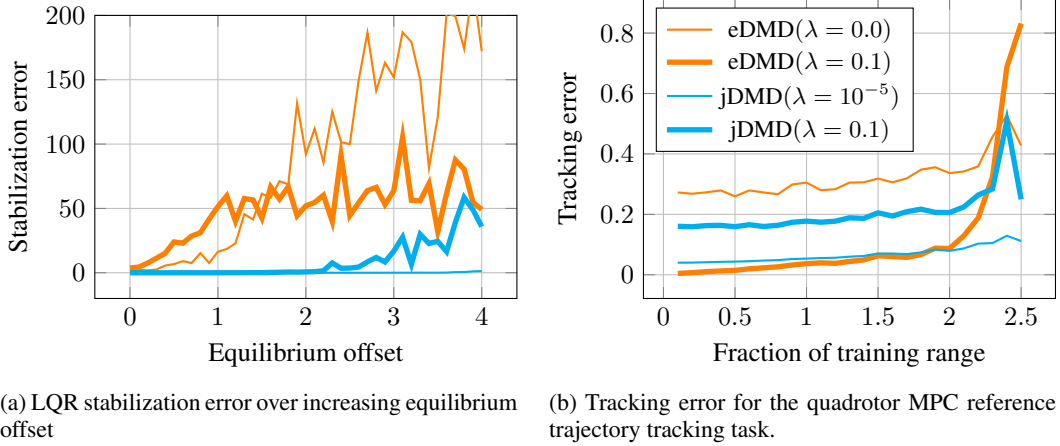 200
150
100
50
0
Stabilization error
0
1
2
3
4
Equilibrium offset
(a) LQR stabilization error over increasing equilibrium
offset
0.8
0.6
0.4
0.2
0
Tracking error
eDMD(λ = 0.0)
eDMD(λ = 0.1)
jDMD(λ = 10⁻⁵)
jDMD(λ = 0.1)
0
0.5
1
1.5
2
2.5
Fraction of training range
(b) Tracking error for the quadrotor MPC reference
trajectory tracking task.